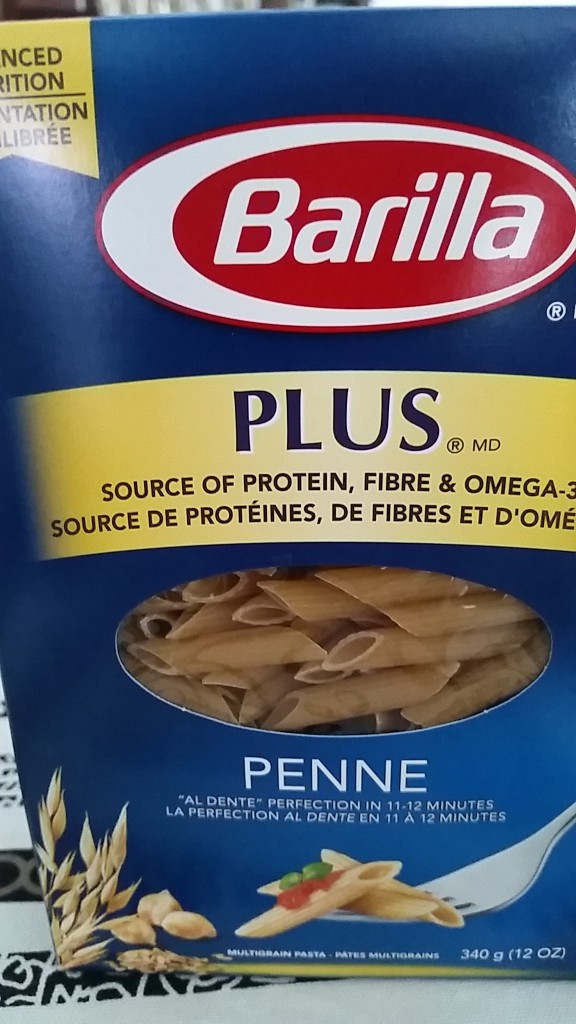 NCED
RITION
NTATION
LIBRÉE
Barilla
®
PLUS® MD
SOURCE OF PROTEIN, FIBRE & OMEGA-3
SOURCE DE PROTÉINES, DE FIBRES ET D'OMÉ
PENNE
"AL DENTE" PERFECTION IN 11-12 MINUTES
LA PERFECTION AL DENTE EN 11 À 12 MINUTES
MULTIGRAIN PASTA - PÂTES MULTIGRAINS 340 g (12 OZ)